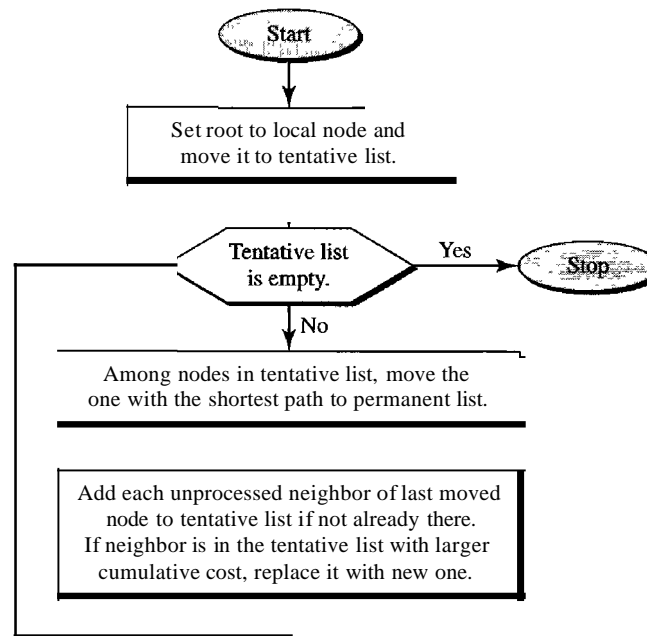 Start
Set root to local node and
move it to tentative list.
Tentative list
is empty.
Yes
Stop
No
Among nodes in tentative list, move the
one with the shortest path to permanent list.
Add each unprocessed neighbor of last moved
node to tentative list if not already there.
If neighbor is in the tentative list with larger
cumulative cost, replace it with new one.